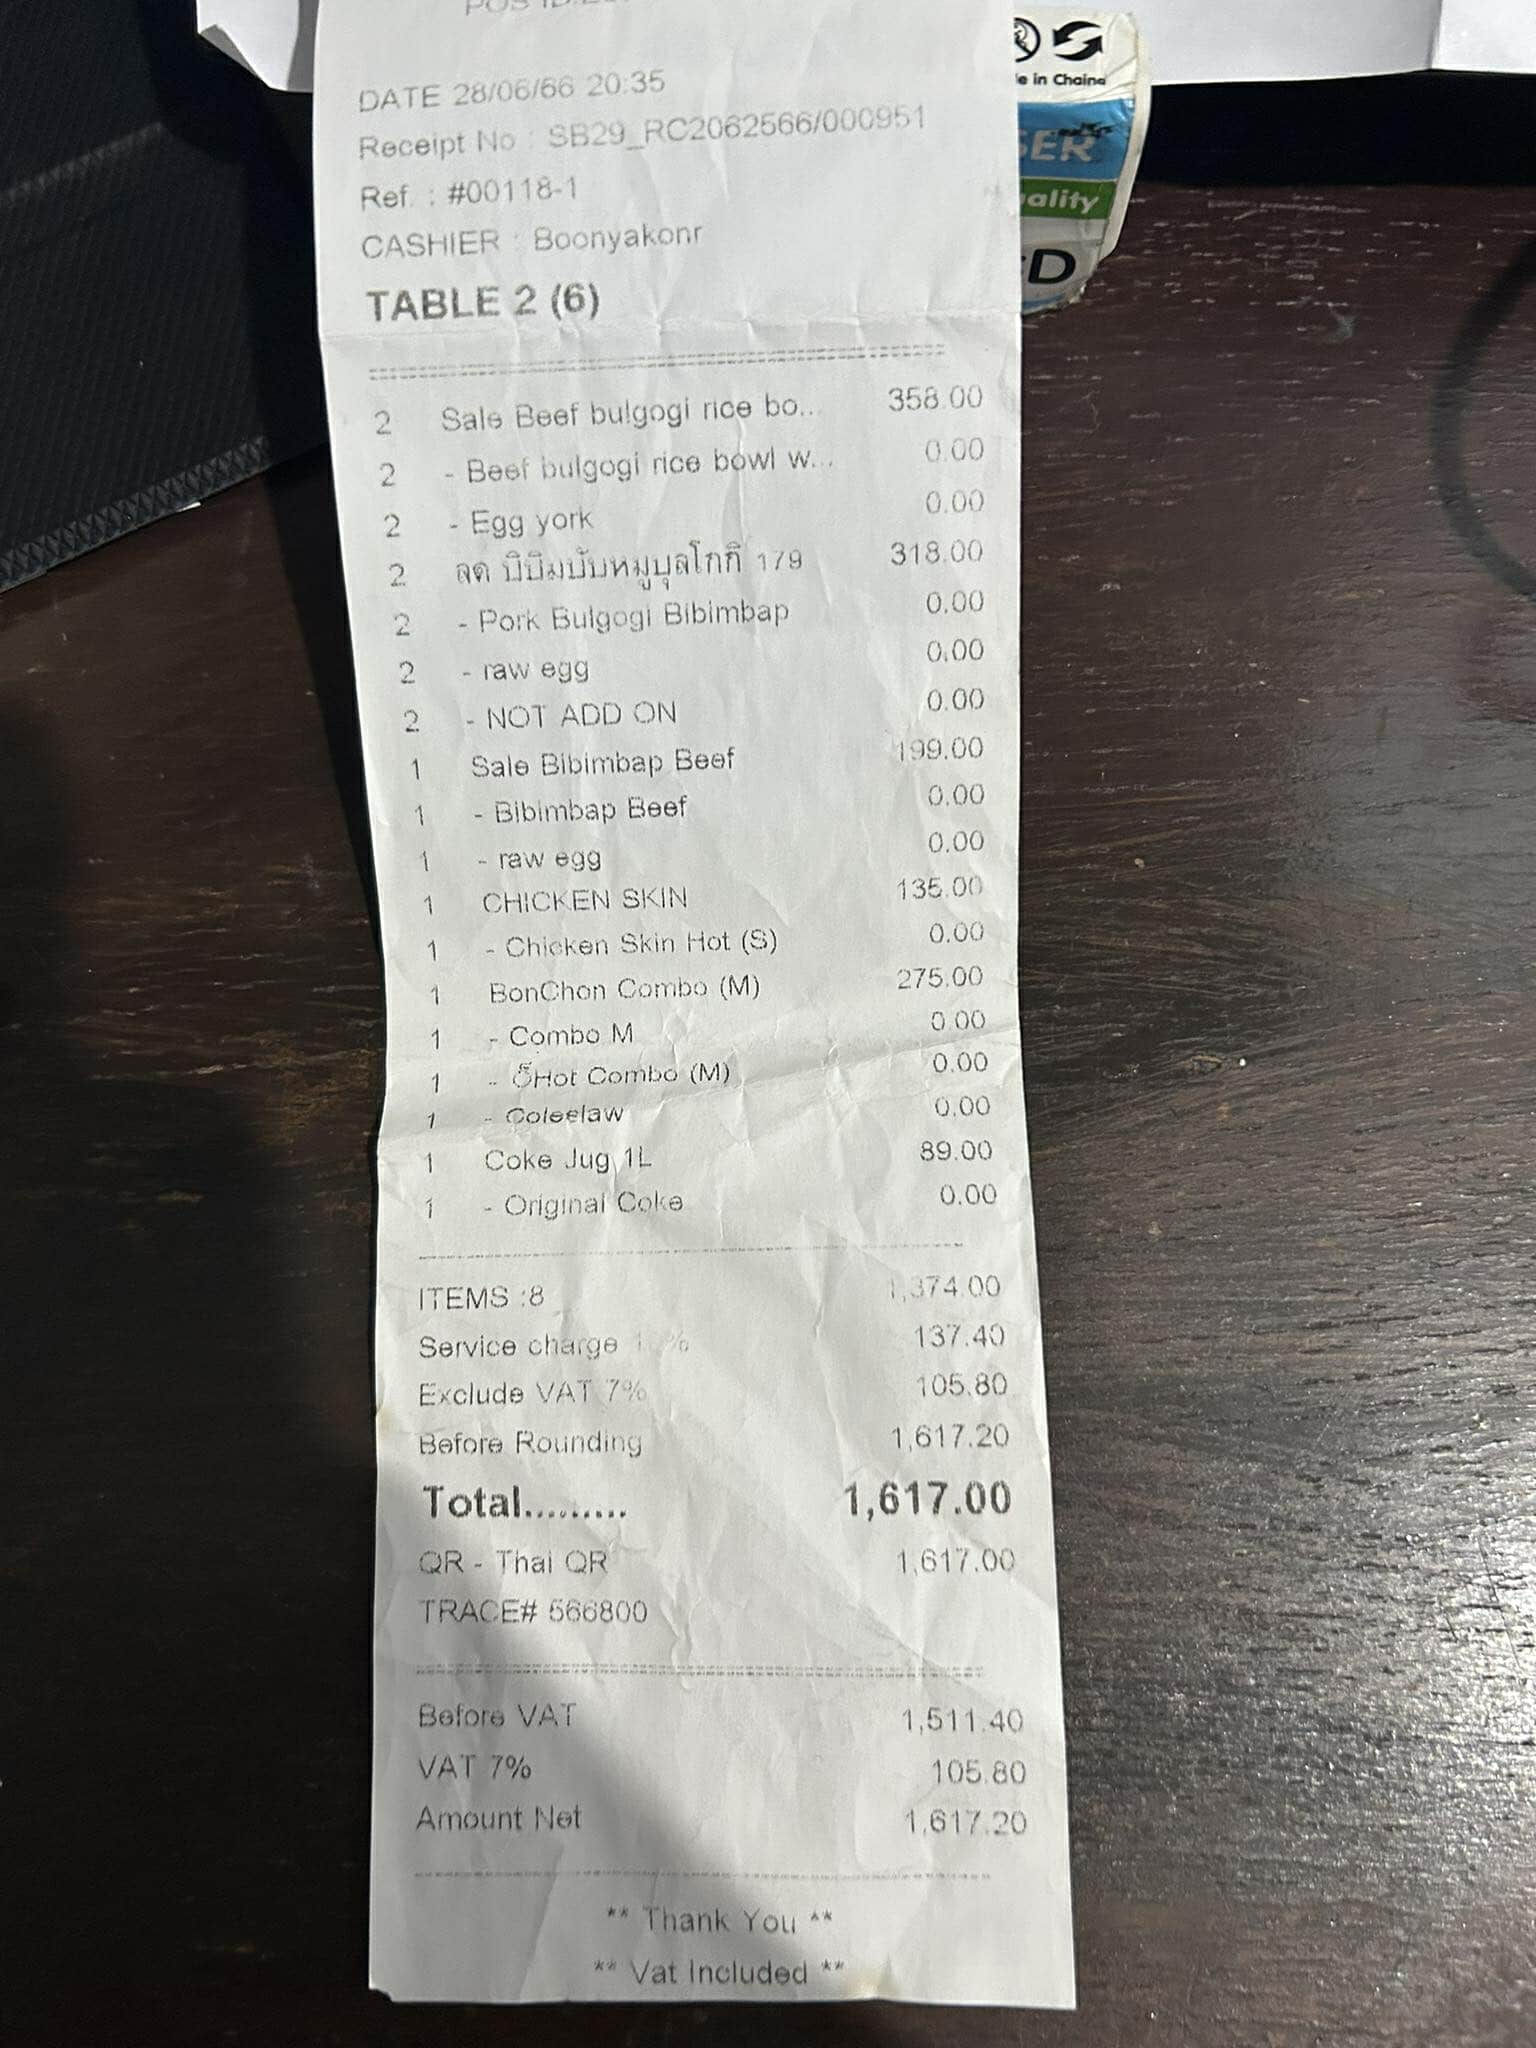 POS ID:
DATE 28/06/66 20:35
Receipt No : SB29_RC2062566/000951
Ref. : #00118-1
CASHIER : Boonyakonr
TABLE 2 (6)
2 Sale Beef bulgogi rice bo... 358.00
2 - Beef bulgogi rice bowl w... 0.00
2 - Egg york 0.00
2 ลด บิบิมบับหมูบุลโกกิ 179 318.00
2 - Pork Bulgogi Bibimbap 0.00
2 - raw egg 0.00
2 - NOT ADD ON 0.00
1 Sale Bibimbap Beef 199.00
1 - Bibimbap Beef 0.00
1 - raw egg 0.00
1 CHICKEN SKIN 135.00
1 - Chicken Skin Hot (S) 0.00
1 BonChon Combo (M) 275.00
1 - Combo M 0.00
1 - ็Hot Combo (M) 0.00
1 - Coleslaw 0.00
1 Coke Jug 1L 89.00
1 - Original Coke 0.00
ITEMS :8 1,374.00
Service charge 137.40
Exclude VAT 7% 105.80
Before Rounding 1,617.20
Total......... 1,617.00
QR - Thai QR 1,617.00
TRACE# 566800
Before VAT 1,511.40
VAT 7% 105.80
Amount Net 1,617.20
** Thank You **
** Vat Included **
in Chaina
ality